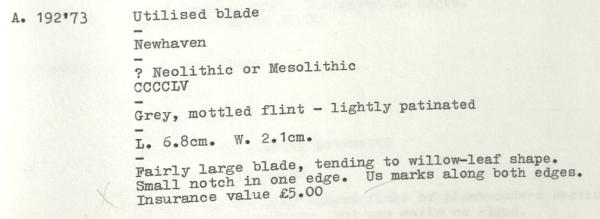 A. 192'73 Utilised blade
-
Newhaven
-
? Neolithic or Mesolithic
CCCCLV
-
Grey, mottled flint - lightly patinated
-
L. 6.8cm. W. 2.1cm.
-
Fairly large blade, tending to willow-leaf shape.
Small notch in one edge. Us marks along both edges.
Insurance value £5.00